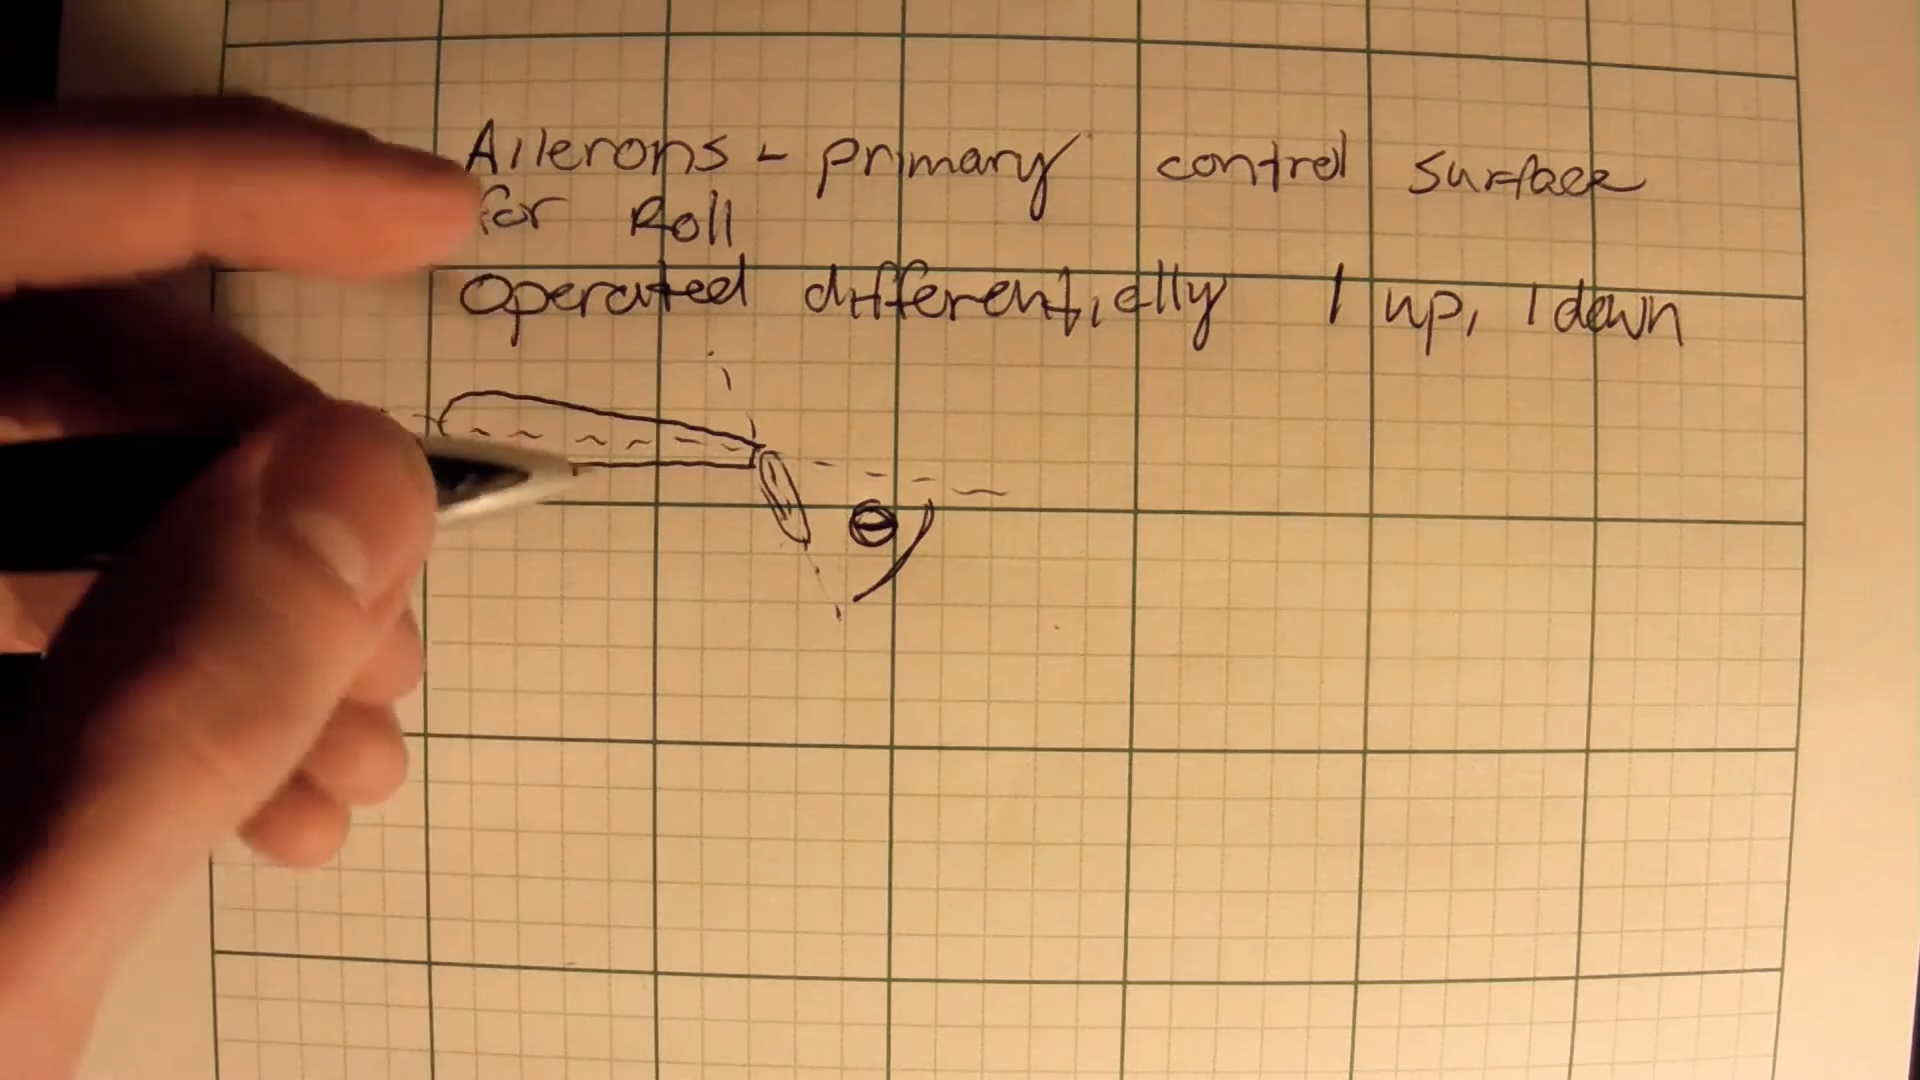 Ailerons - primary control surface
for Roll
Operated differentially 1 up, 1 down
θ